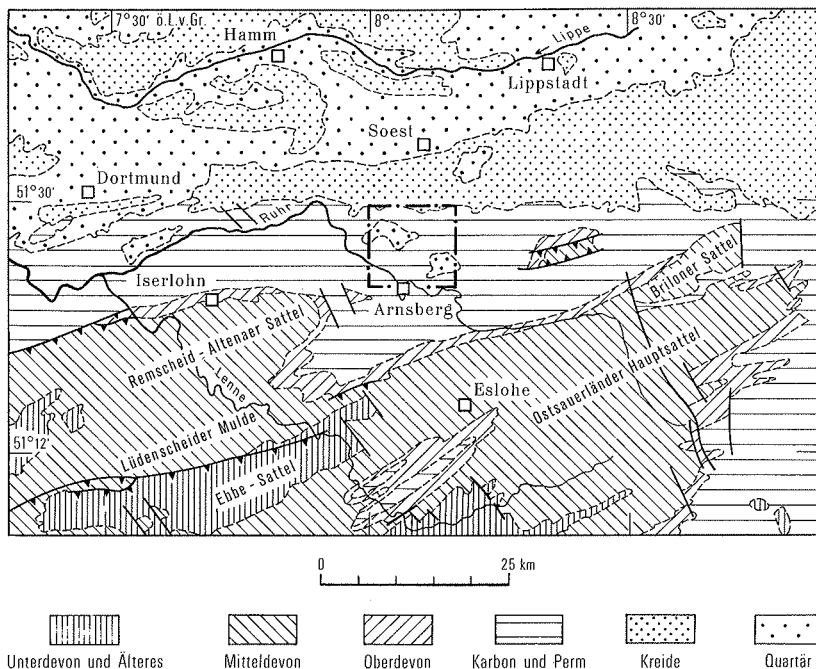 7°30' ö.L.v.Gr.
8°
8°30'
Hamm
Lippe
Lippstadt
Soest
Dortmund
51°30'
Ruhr
Iserlohn
Arnsberg
Briloner Sattel
Remscheid-Altenaer Sattel
Lenne
Ostsauerländer Hauptsattel
Eslohe
Lüdenscheider Mulde
51°12'
Ebbe-Sattel
0 25 km
Unterdevon und Älteres Mitteldevon Oberdevon Karbon und Perm Kreide Quartär